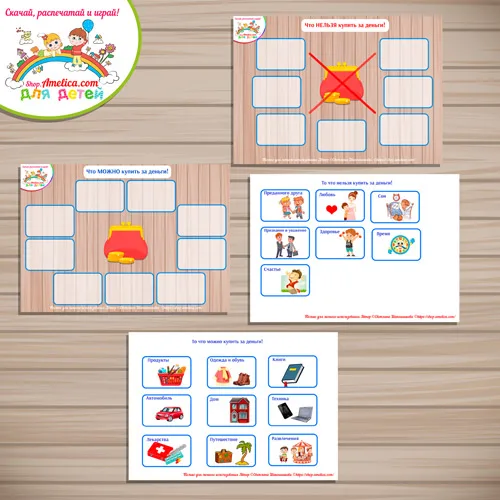 Скачай, распечатай и играй!
Shop.Amelica.com
для детей
Что НЕЛЬЗЯ купить за деньги!
Что МОЖНО купить за деньги!
То что нельзя купить за деньги!
Преданного друга
Любовь
Сон
Признание и уважение
Здоровье
Время
Счастье
То что можно купить за деньги!
Продукты
Одежда и обувь
Книги
Автомобиль
Дом
Техника
Лекарства
Путешествие
Развлечения